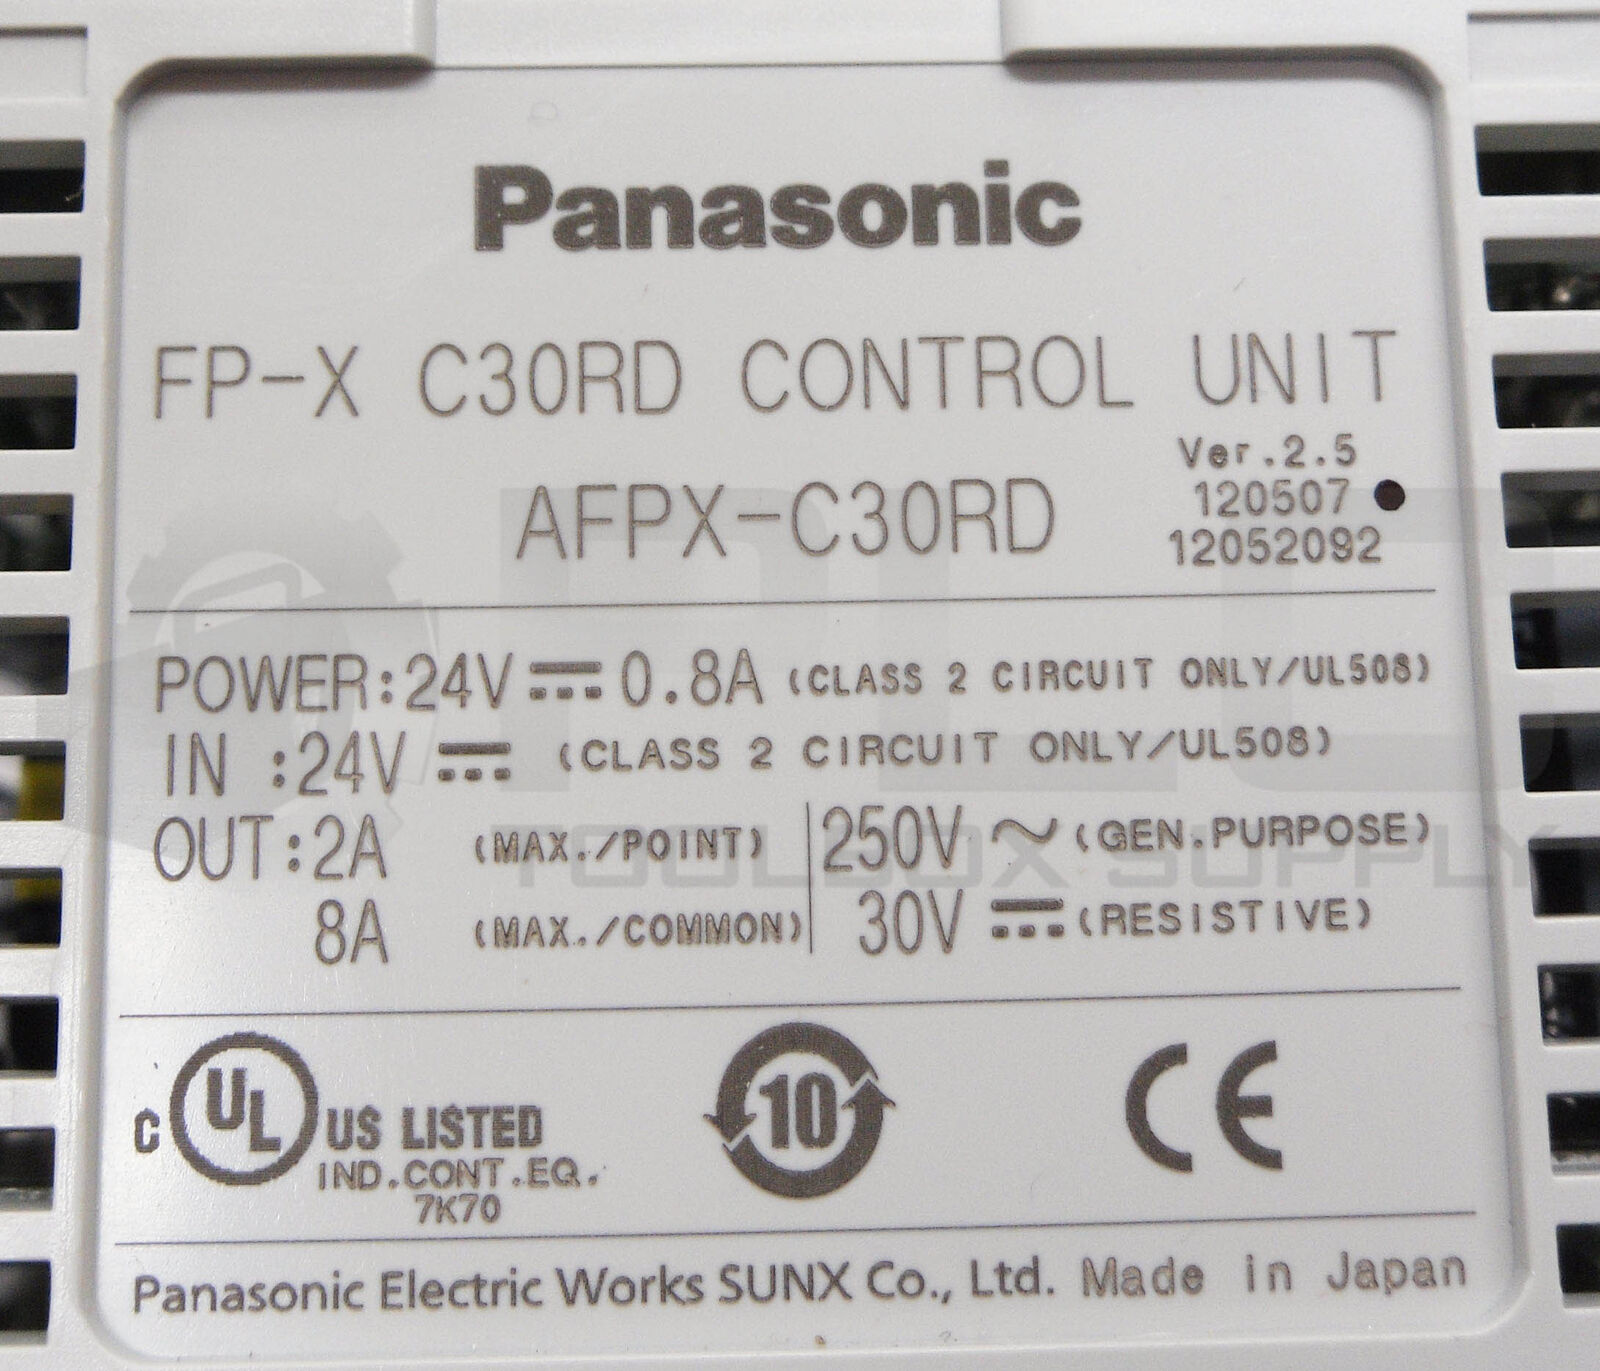 Panasonic
FP-X C30RD CONTROL UNIT
Ver.2.5
AFPX-C30RD
120507
12052092
POWER:24V ⎓ 0.8A (CLASS 2 CIRCUIT ONLY/UL508)
IN :24V ⎓ (CLASS 2 CIRCUIT ONLY/UL508)
OUT:2A (MAX./POINT) 250V ~ (GEN.PURPOSE)
8A (MAX./COMMON) 30V ⎓ (RESISTIVE)
PLC
TOOLBOX SUPPLY
C UL US LISTED
IND.CONT.EQ.
7K70
10
CE
Panasonic Electric Works SUNX Co., Ltd. Made in Japan